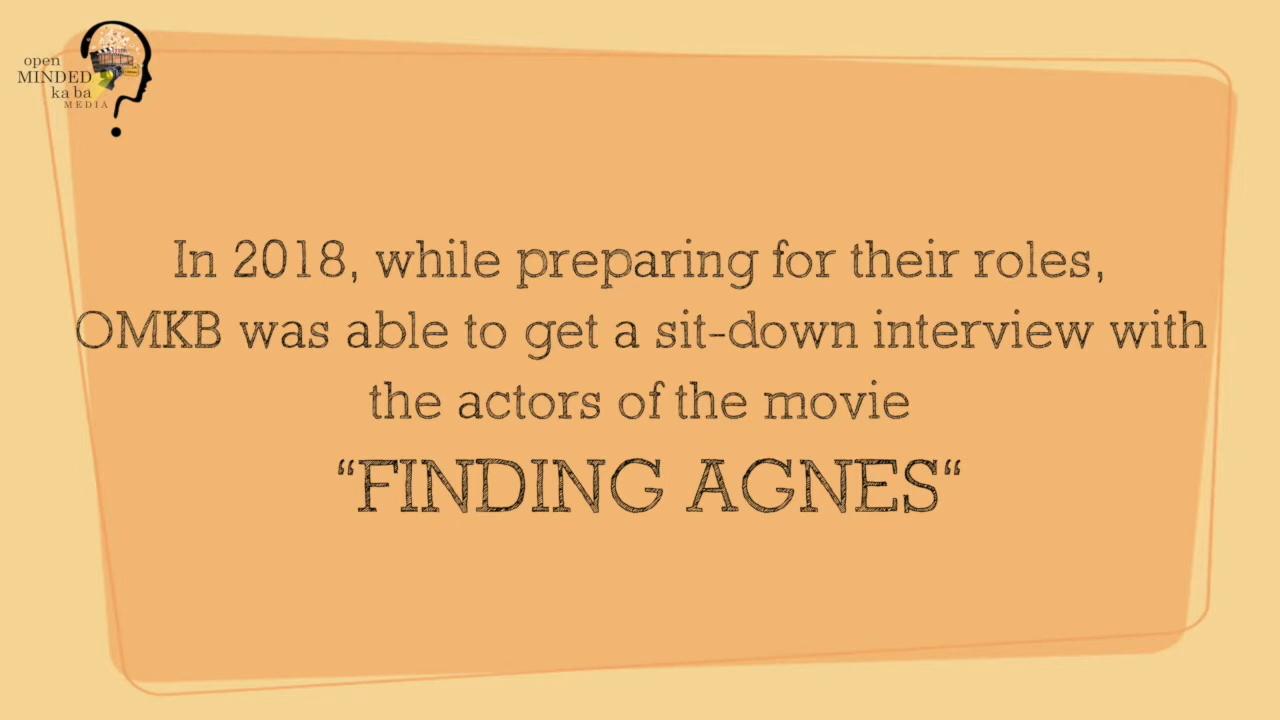 open
MINDED
ka ba
MEDIA
In 2018, while preparing for their roles,
OMKB was able to get a sit-down interview with
the actors of the movie
“FINDING AGNES“